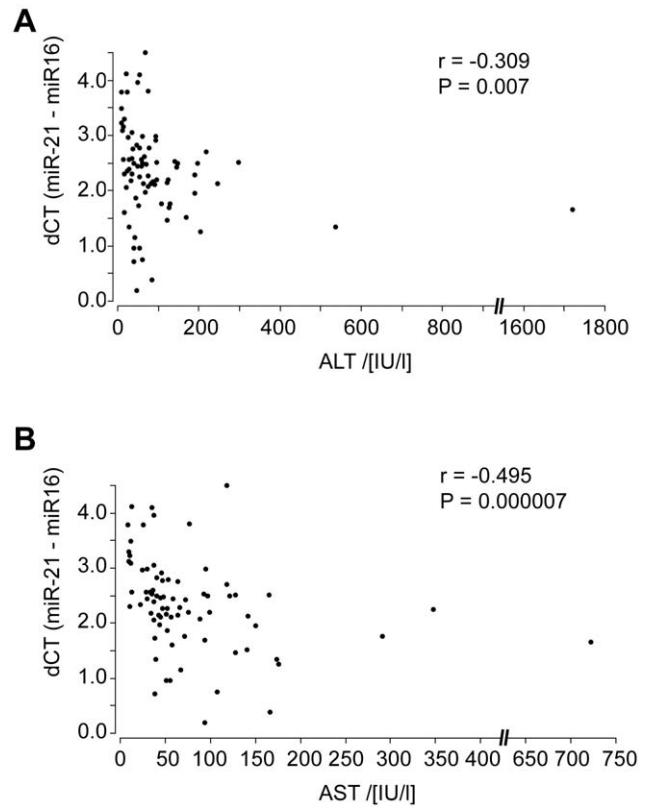 A
r = -0.309
P = 0.007
dCT (miR-21 - miR16)
4.0
3.0
2.0
1.0
0.0
0 200 400 600 800 1600 1800
ALT /[IU/l]
B
r = -0.495
P = 0.000007
dCT (miR-21 - miR16)
4.0
3.0
2.0
1.0
0.0
0 50 100 150 200 250 300 350 400 650 700 750
AST /[IU/l]